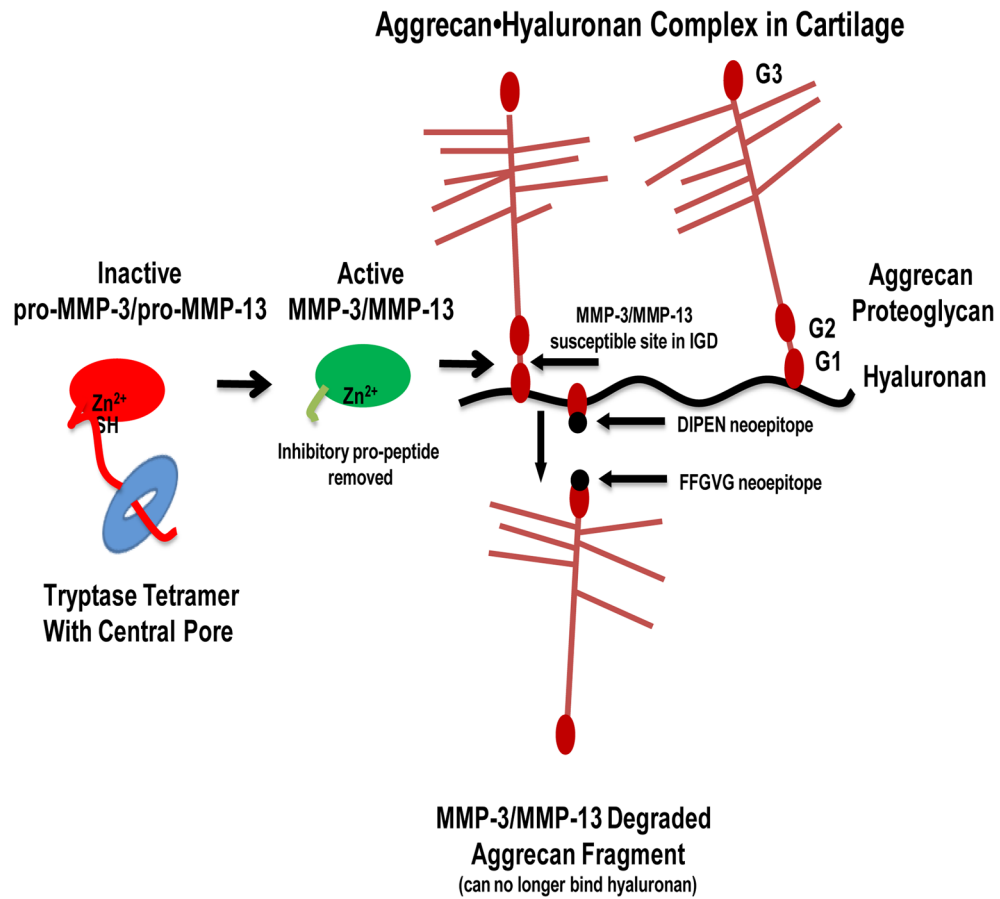 Aggrecan•Hyaluronan Complex in Cartilage
G3
Inactive
pro-MMP-3/pro-MMP-13
Active
MMP-3/MMP-13
MMP-3/MMP-13
susceptible site in IGD
Aggrecan
Proteoglycan
G2
G1
Hyaluronan
Zn2+
SH
Zn2+
Inhibitory pro-peptide
removed
DIPEN neoepitope
FFGVG neoepitope
Tryptase Tetramer
With Central Pore
MMP-3/MMP-13 Degraded
Aggrecan Fragment
(can no longer bind hyaluronan)